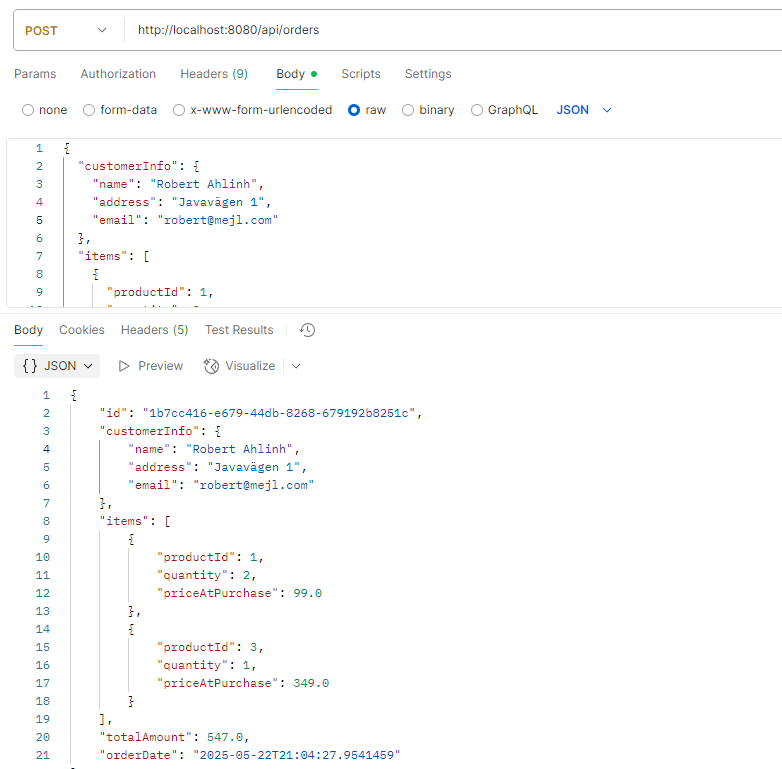 POST http://localhost:8080/api/orders
Params Authorization Headers (9) Body Scripts Settings
none form-data x-www-form-urlencoded raw binary GraphQL JSON
1 {
2 "customerInfo": {
3 "name": "Robert Ahlinh",
4 "address": "Javavägen 1",
5 "email": "robert@mejl.com"
6 },
7 "items": [
8 {
9 "productId": 1,
Body Cookies Headers (5) Test Results
{} JSON Preview Visualize
1 {
2 "id": "1b7cc416-e679-44db-8268-679192b8251c",
3 "customerInfo": {
4 "name": "Robert Ahlinh",
5 "address": "Javavägen 1",
6 "email": "robert@mejl.com"
7 },
8 "items": [
9 {
10 "productId": 1,
11 "quantity": 2,
12 "priceAtPurchase": 99.0
13 },
14 {
15 "productId": 3,
16 "quantity": 1,
17 "priceAtPurchase": 349.0
18 }
19 ],
20 "totalAmount": 547.0,
21 "orderDate": "2025-05-22T21:04:27.9541459"